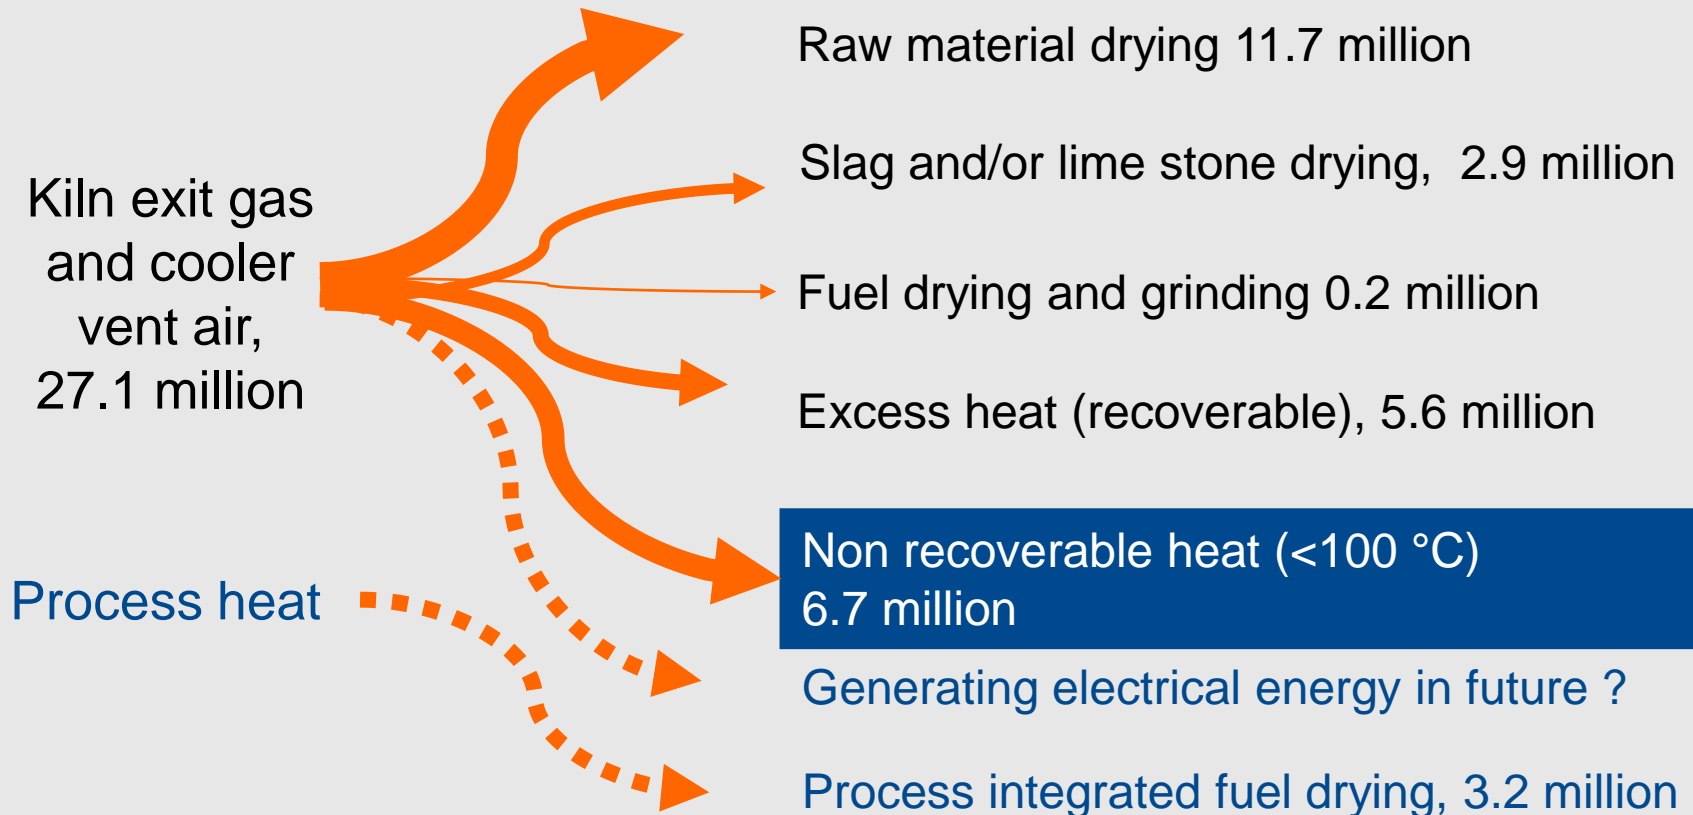 Kiln exit gas
and cooler
vent air,
27.1 million
Process heat
Raw material drying 11.7 million
Slag and/or lime stone drying,  2.9 million
Fuel drying and grinding 0.2 million
Excess heat (recoverable), 5.6 million
Non recoverable heat (<100 °C)
6.7 million
Generating electrical energy in future ?
Process integrated fuel drying, 3.2 million